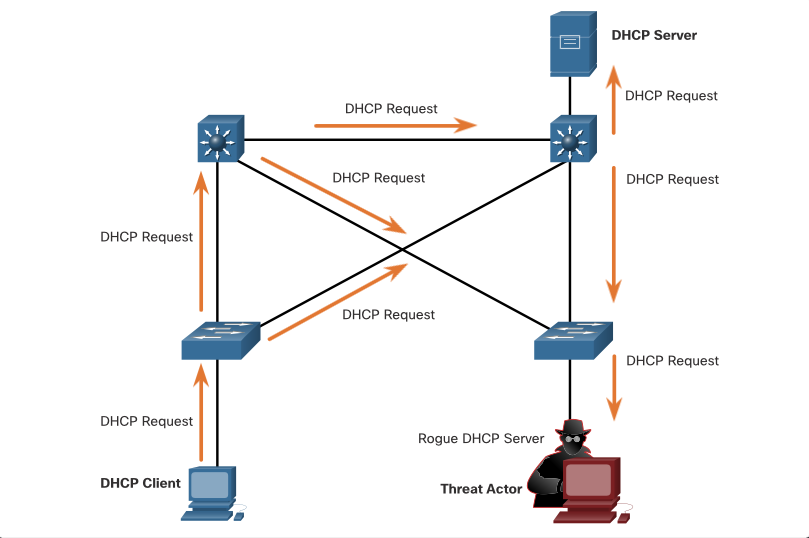 DHCP Server
DHCP Request
DHCP Request
DHCP Request
DHCP Request
DHCP Request
DHCP Request
DHCP Request
DHCP Request
Rogue DHCP Server
DHCP Client
Threat Actor